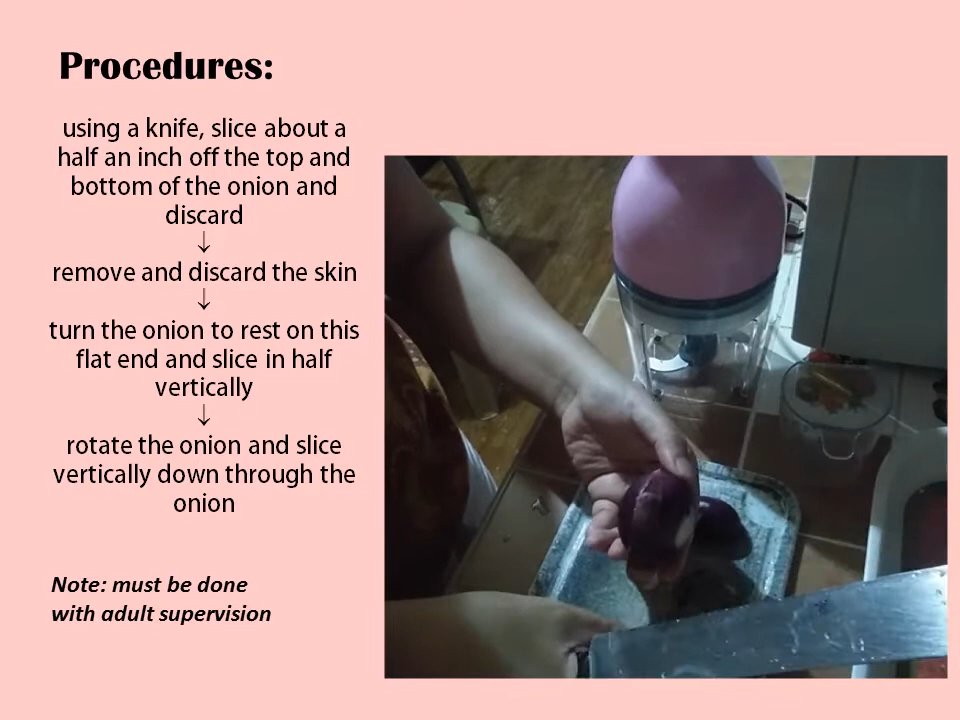 Procedures:
using a knife, slice about a
half an inch off the top and
bottom of the onion and
discard
↓
remove and discard the skin
↓
turn the onion to rest on this
flat end and slice in half
vertically
↓
rotate the onion and slice
vertically down through the
onion
Note: must be done
with adult supervision